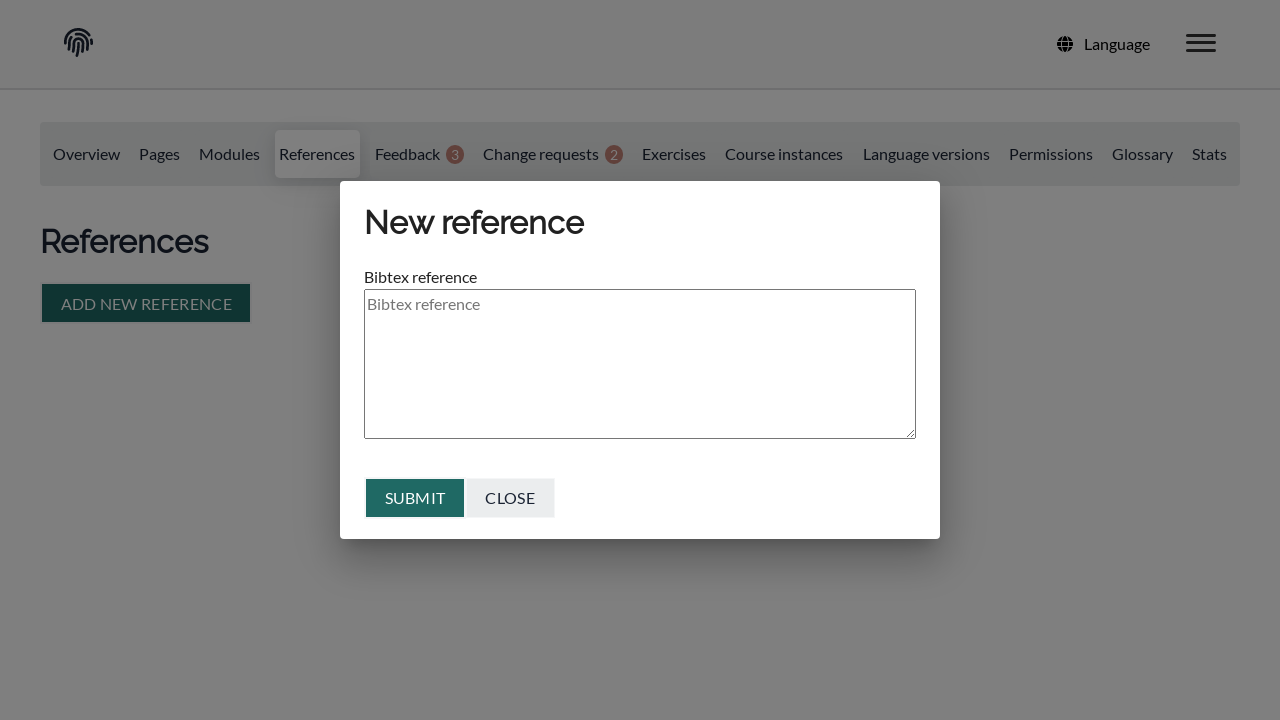 Language
Overview Pages Modules References Feedback 3 Change requests 2 Exercises Course instances Language versions Permissions Glossary Stats
References
ADD NEW REFERENCE
New reference
Bibtex reference
Bibtex reference
SUBMIT CLOSE